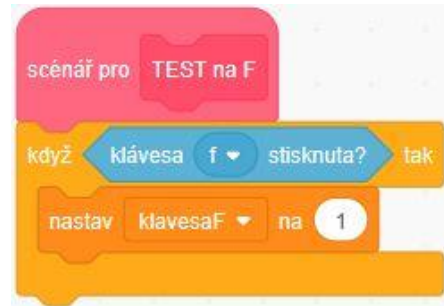 scénář pro TEST na F
když klávesa f stisknuta? tak
nastav klavesaF na 1